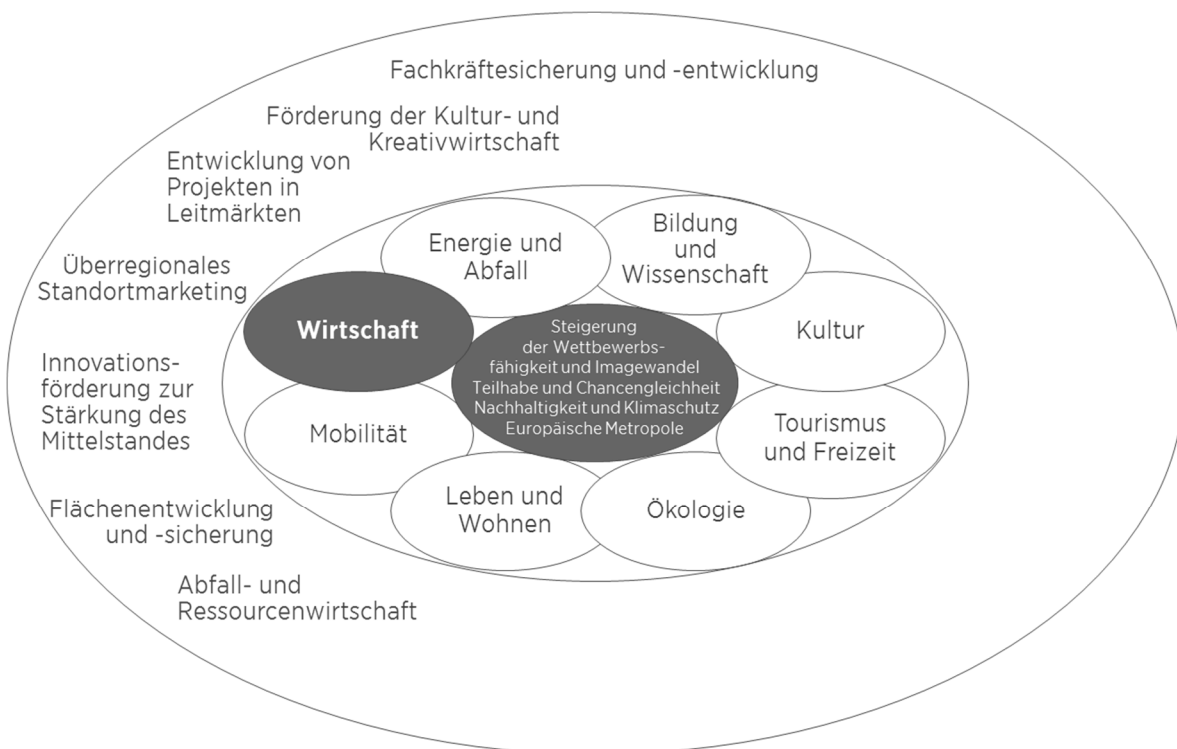 Fachkräftesicherung und -entwicklung
Förderung der Kultur- und
Kreativwirtschaft
Entwicklung von
Projekten in
Leitmärkten
Überregionales
Standortmarketing
Innovations-
förderung zur
Stärkung des
Mittelstandes
Flächenentwicklung
und -sicherung
Abfall- und
Ressourcenwirtschaft
Energie und
Abfall
Bildung
und
Wissenschaft
Wirtschaft
Kultur
Steigerung
der Wettbewerbs-
fähigkeit und Imagewandel
Teilhabe und Chancengleichheit
Nachhaltigkeit und Klimaschutz
Europäische Metropole
Mobilität
Tourismus
und Freizeit
Leben und
Wohnen
Ökologie